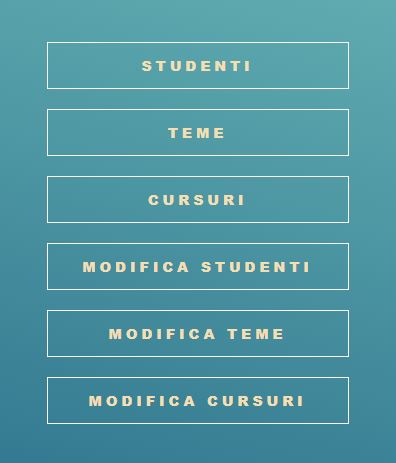 STUDENTI
TEME
CURSURI
MODIFICA STUDENTI
MODIFICA TEME
MODIFICA CURSURI